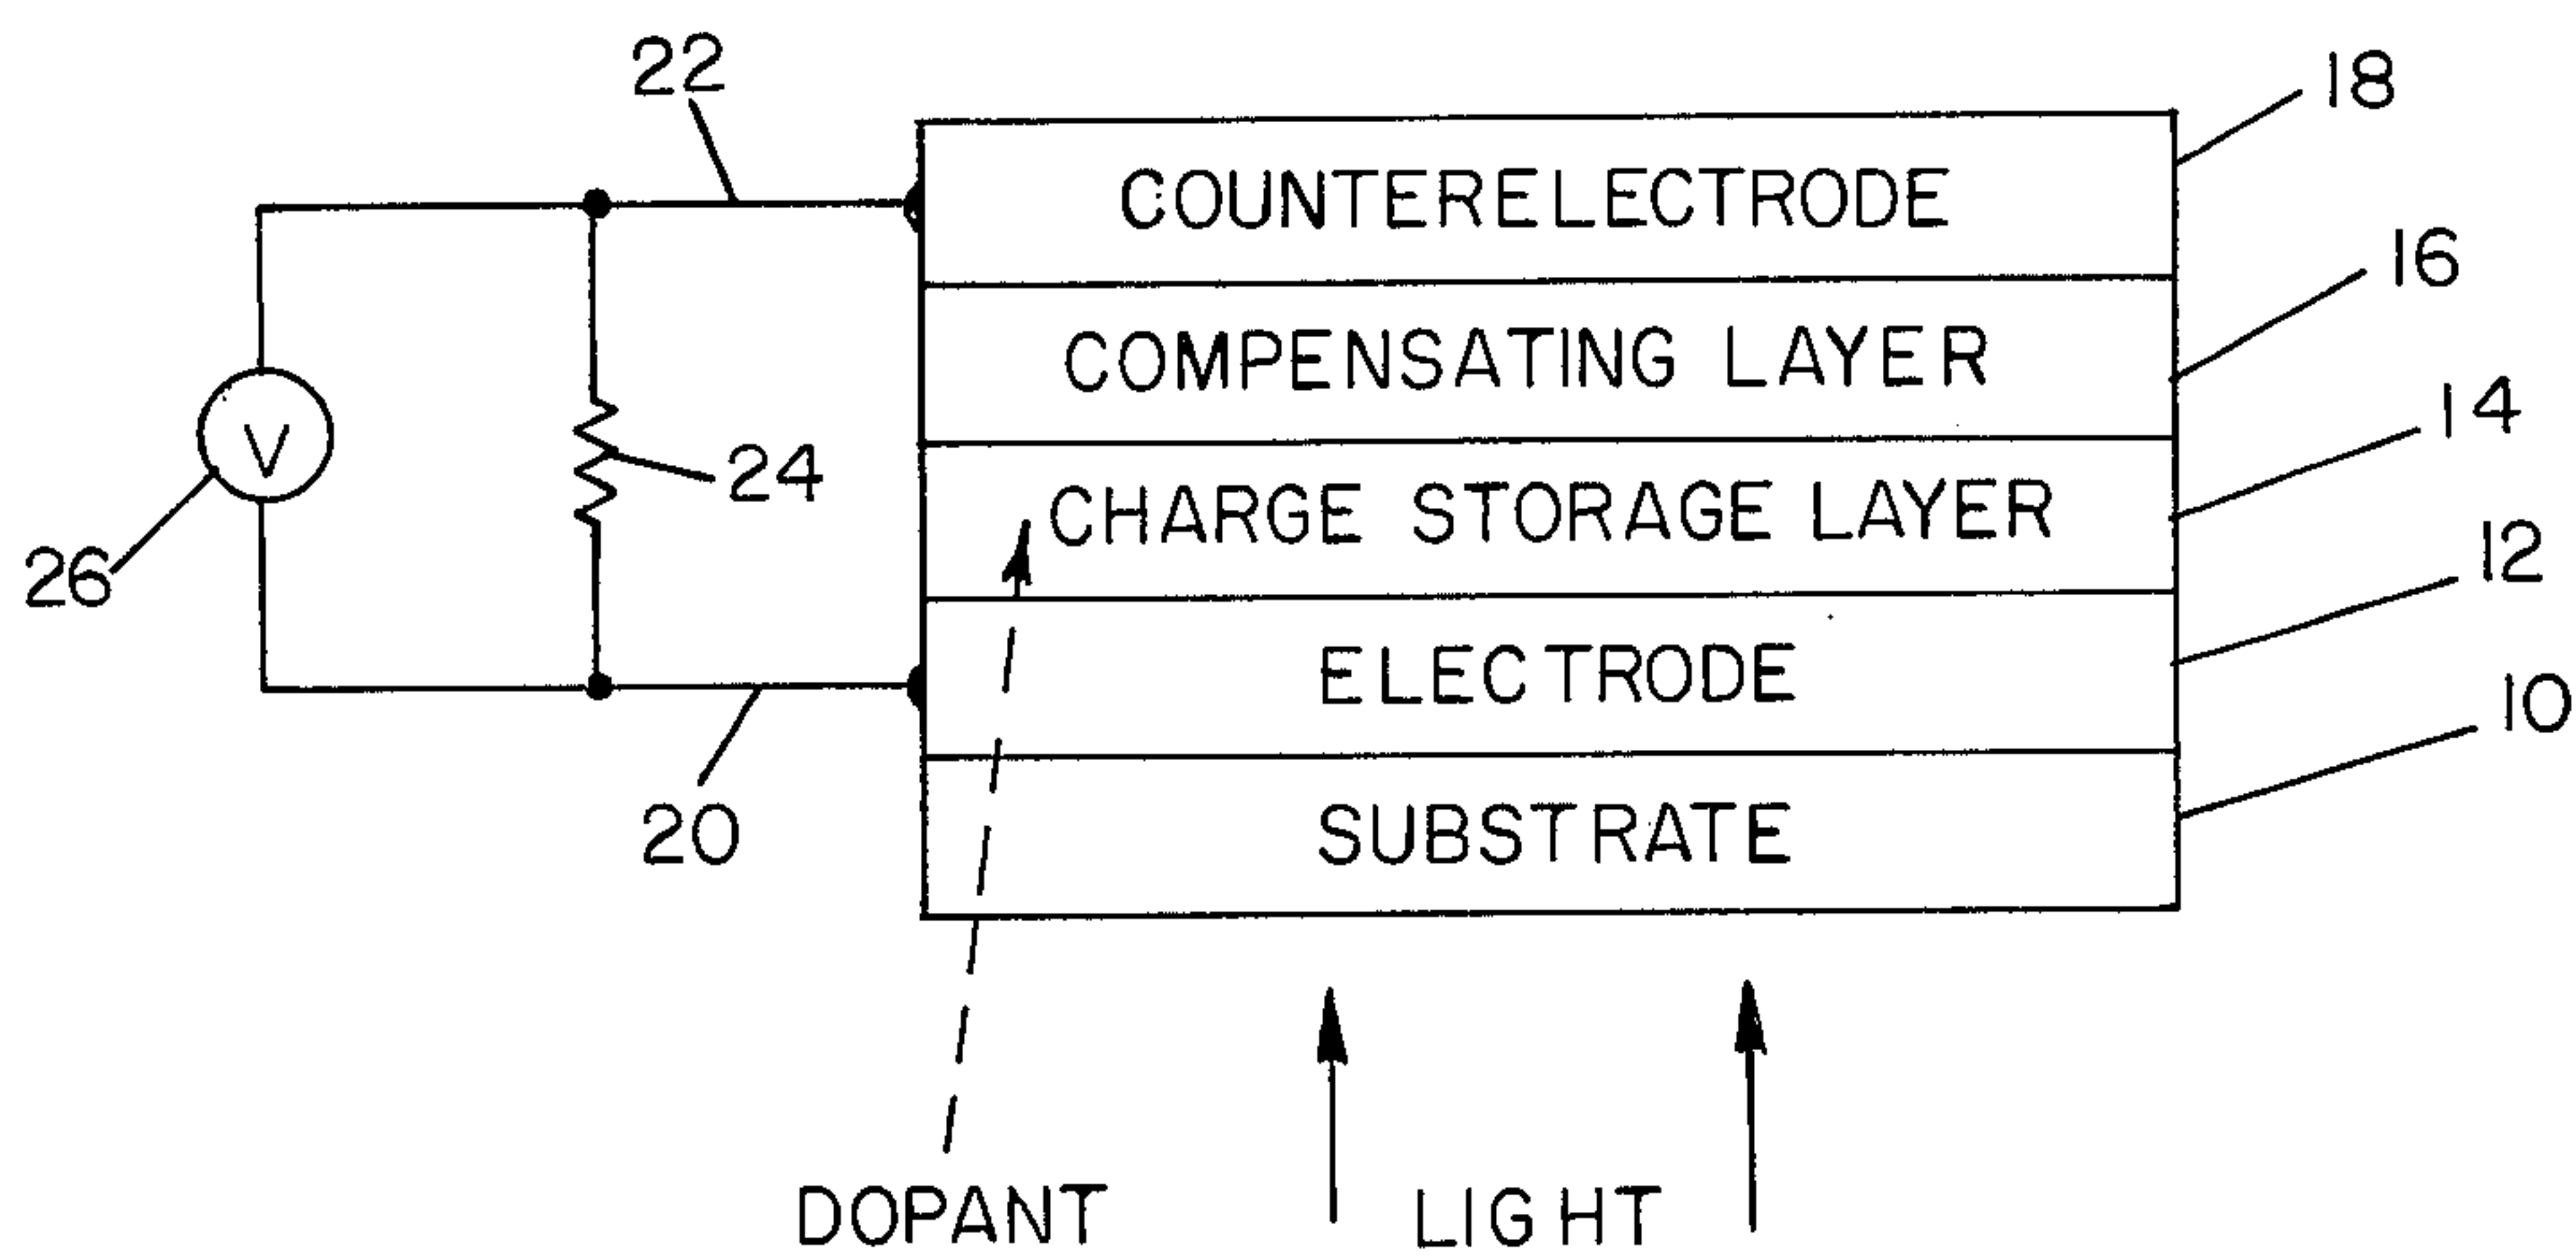 22
18
COUNTERELECTRODE
16
COMPENSATING LAYER
14
V
24
CHARGE STORAGE LAYER
12
26
ELECTRODE
10
20
SUBSTRATE
DOPANT
LIGHT